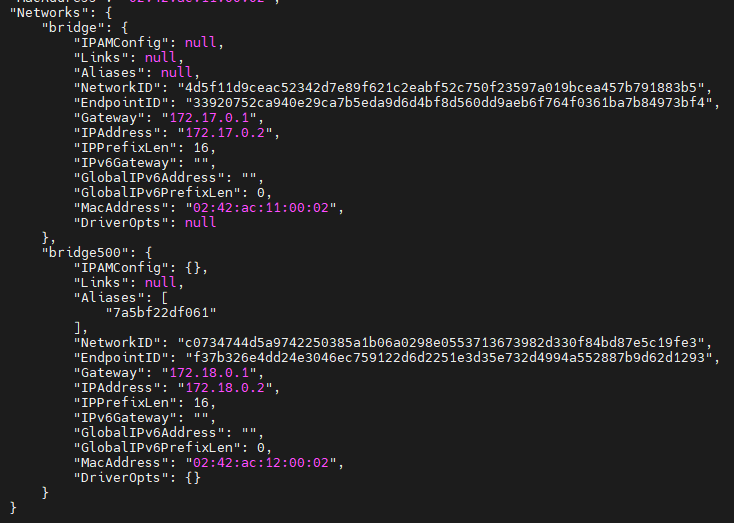 "Networks": {
"bridge": {
"IPAMConfig": null,
"Links": null,
"Aliases": null,
"NetworkID": "4d5f11d9ceac52342d7e89f621c2eabf52c750f23597a019bcea457b791883b5",
"EndpointID": "33920752ca940e29ca7b5eda9d6d4bf8d560dd9aeb6f764f0361ba7b84973bf4",
"Gateway": "172.17.0.1",
"IPAddress": "172.17.0.2",
"IPPrefixLen": 16,
"IPv6Gateway": "",
"GlobalIPv6Address": "",
"GlobalIPv6PrefixLen": 0,
"MacAddress": "02:42:ac:11:00:02",
"DriverOpts": null
},
"bridge500": {
"IPAMConfig": {},
"Links": null,
"Aliases": [
"7a5bf22df061"
],
"NetworkID": "c0734744d5a9742250385a1b06a0298e0553713673982d330f84bd87e5c19fe3",
"EndpointID": "f37b326e4dd24e3046ec759122d6d2251e3d35e732d4994a552887b9d62d1293",
"Gateway": "172.18.0.1",
"IPAddress": "172.18.0.2",
"IPPrefixLen": 16,
"IPv6Gateway": "",
"GlobalIPv6Address": "",
"GlobalIPv6PrefixLen": 0,
"MacAddress": "02:42:ac:12:00:02",
"DriverOpts": {}
}
}